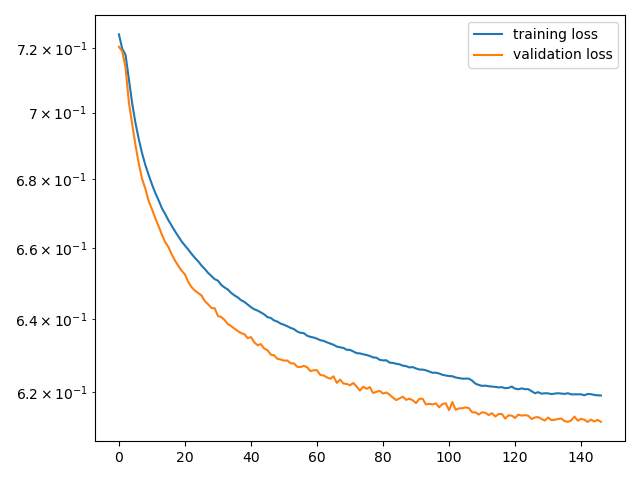 training loss
validation loss
7.2 × 10⁻¹
7 × 10⁻¹
6.8 × 10⁻¹
6.6 × 10⁻¹
6.4 × 10⁻¹
6.2 × 10⁻¹
0 20 40 60 80 100 120 140